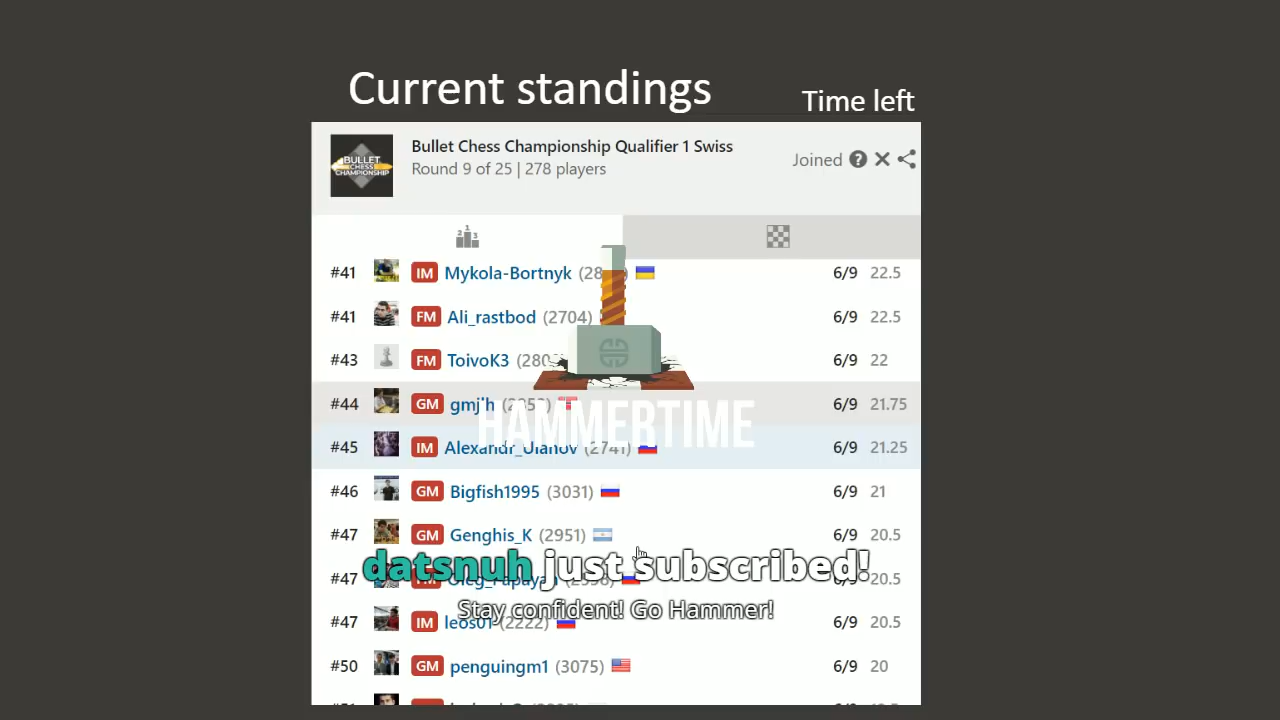 Current standings
Time left
BULLET
CHESS
CHAMPIONSHIP
Bullet Chess Championship Qualifier 1 Swiss
Round 9 of 25 | 278 players
Joined
#41 IM Mykola-Bortnyk 6/9 22.5
#41 FM Ali_rastbod (2704) 6/9 22.5
#43 FM ToivoK3 6/9 22
#44 GM gmjlh 6/9 21.75
HAMMERTIME
#45 IM Alexandr_Ulanov (2741) 6/9 21.25
#46 GM Bigfish1995 (3031) 6/9 21
#47 GM Genghis_K (2951) 6/9 20.5
datsnuh just subscribed!
#47 20.5
Stay confident! Go Hammer!
#47 IM leos01 (2222) 6/9 20.5
#50 GM penguingm1 (3075) 6/9 20